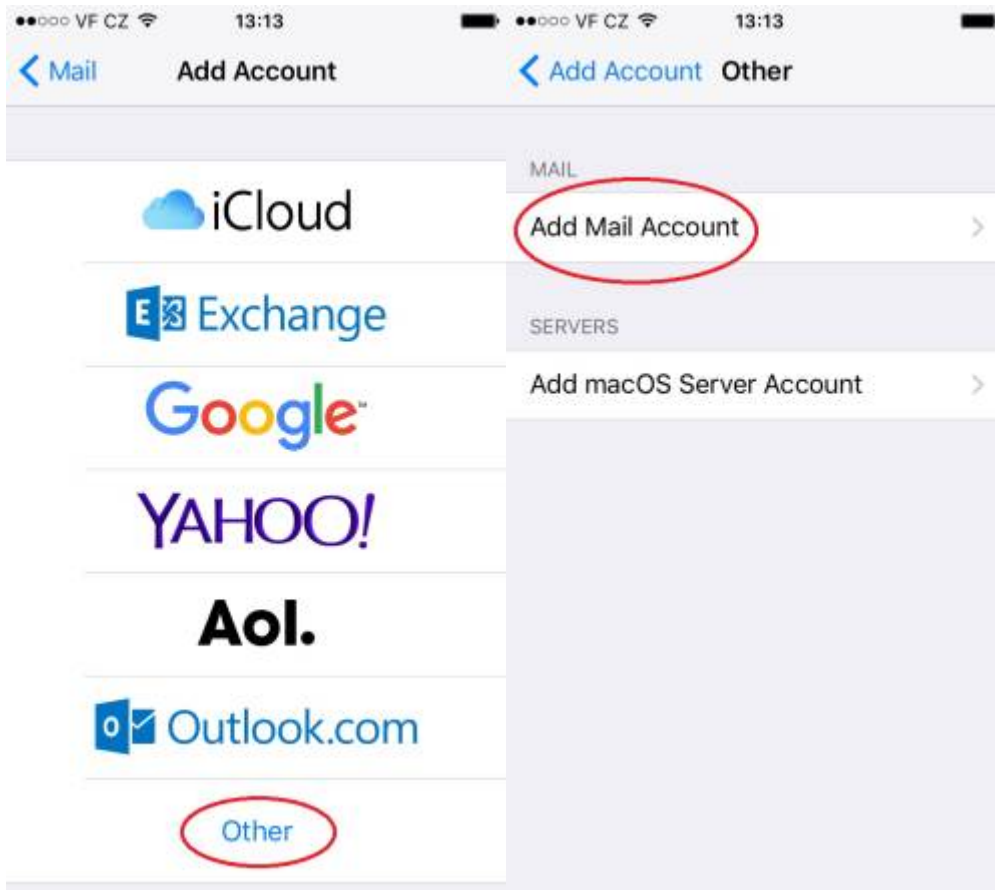 VF CZ 13:13
Mail Add Account
iCloud
Exchange
Google™
YAHOO!
Aol.
Outlook.com
Other
VF CZ 13:13
Add Account Other
MAIL
Add Mail Account
SERVERS
Add macOS Server Account